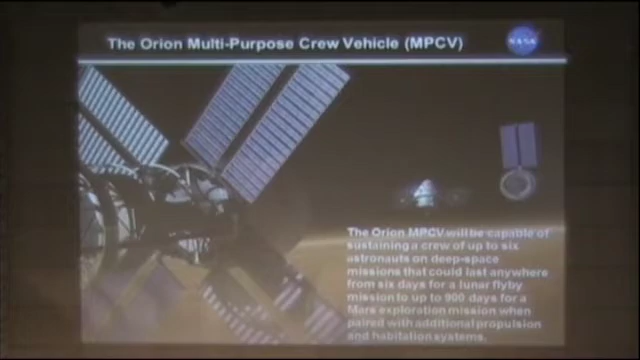 The Orion Multi-Purpose Crew Vehicle (MPCV)
NASA
The Orion MPCV will be capable of
sustaining a crew of up to six
astronauts on deep-space
missions that could last anywhere
from six days for a lunar flyby
mission to up to 900 days for a
Mars exploration mission when
paired with additional propulsion
and habitation systems.